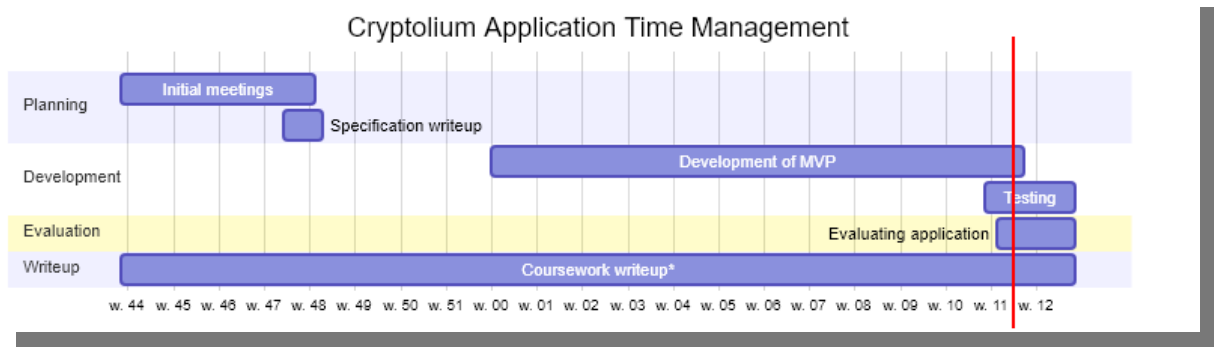 Cryptolium Application Time Management
Planning
Initial meetings
Specification writeup
Development
Development of MVP
Testing
Evaluation
Evaluating application
Writeup
Coursework writeup*
w. 44 w. 45 w. 46 w. 47 w. 48 w. 49 w. 50 w. 51 w. 00 w. 01 w. 02 w. 03 w. 04 w. 05 w. 06 w. 07 w. 08 w. 09 w. 10 w. 11 w. 12